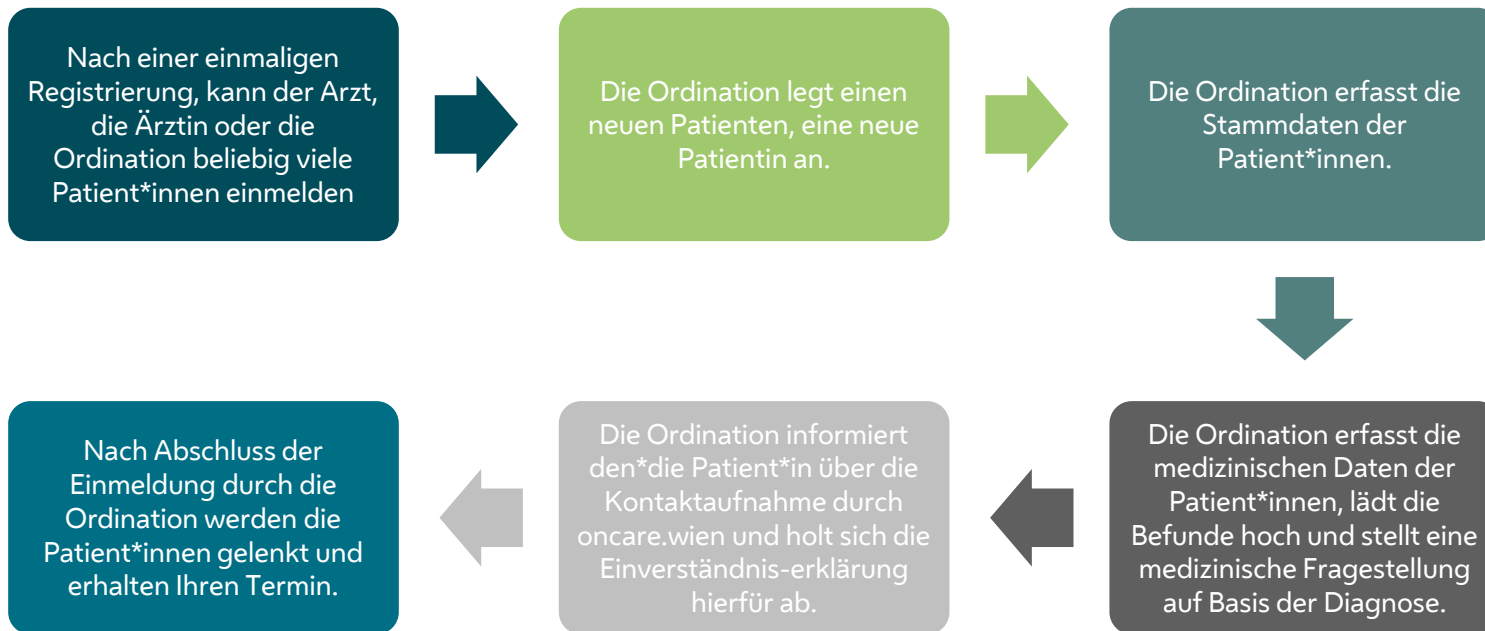 Nach einer einmaligen
Registrierung, kann der Arzt,
die Ärztin oder die
Ordination beliebig viele
Patient*innen einmelden
Die Ordination legt einen
neuen Patienten, eine neue
Patientin an.
Die Ordination erfasst die
Stammdaten der
Patient*innen.
Die Ordination erfasst die
medizinischen Daten der
Patient*innen, lädt die
Befunde hoch und stellt eine
medizinische Fragestellung
auf Basis der Diagnose.
Die Ordination informiert
den*die Patient*in über die
Kontaktaufnahme durch
oncare.wien und holt sich die
Einverständnis-erklärung
hierfür ab.
Nach Abschluss der
Einmeldung durch die
Ordination werden die
Patient*innen gelenkt und
erhalten Ihren Termin.